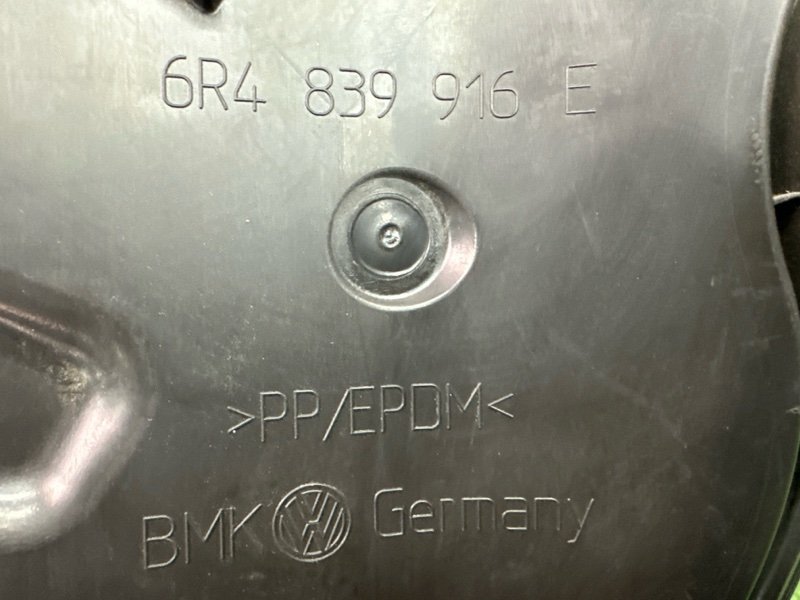 6R4 839 916 E
>PP/EPDM<
BMK VW Germany